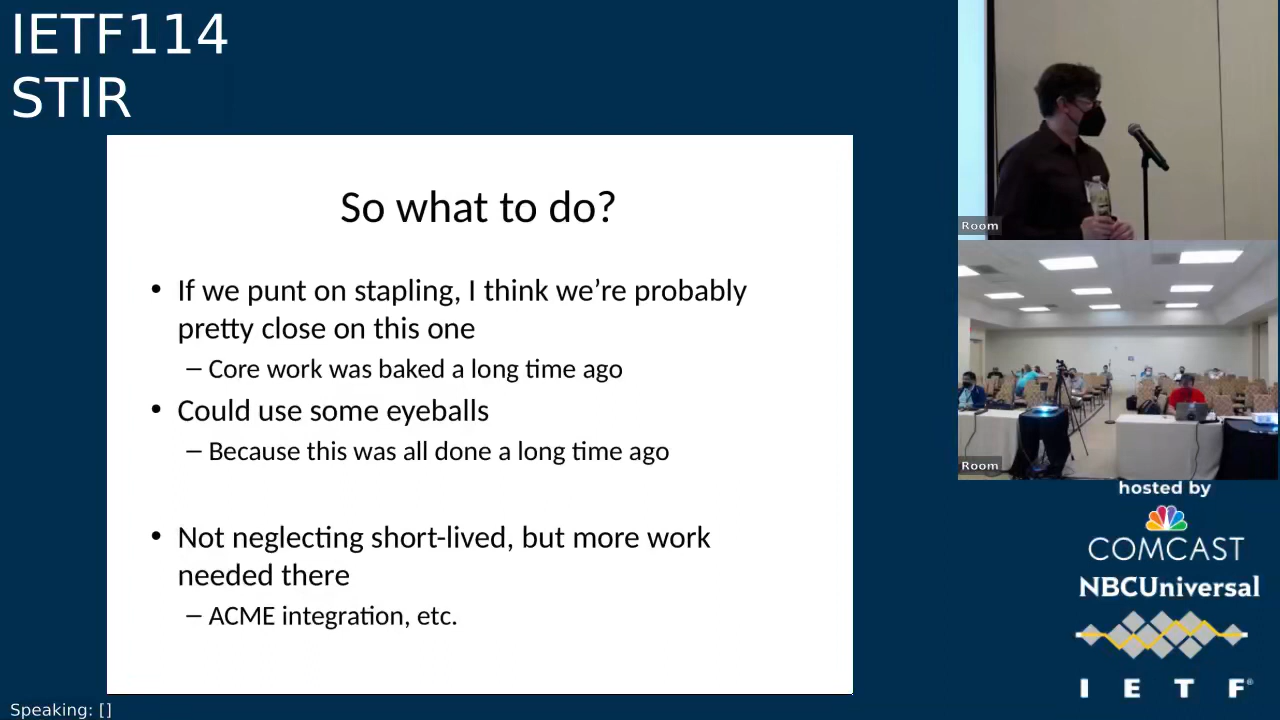 IETF114
STIR
So what to do?
• If we punt on stapling, I think we’re probably
pretty close on this one
– Core work was baked a long time ago
• Could use some eyeballs
– Because this was all done a long time ago
• Not neglecting short-lived, but more work
needed there
– ACME integration, etc.
Room
Room
hosted by
COMCAST
NBCUniversal
I E T F®
Speaking: []